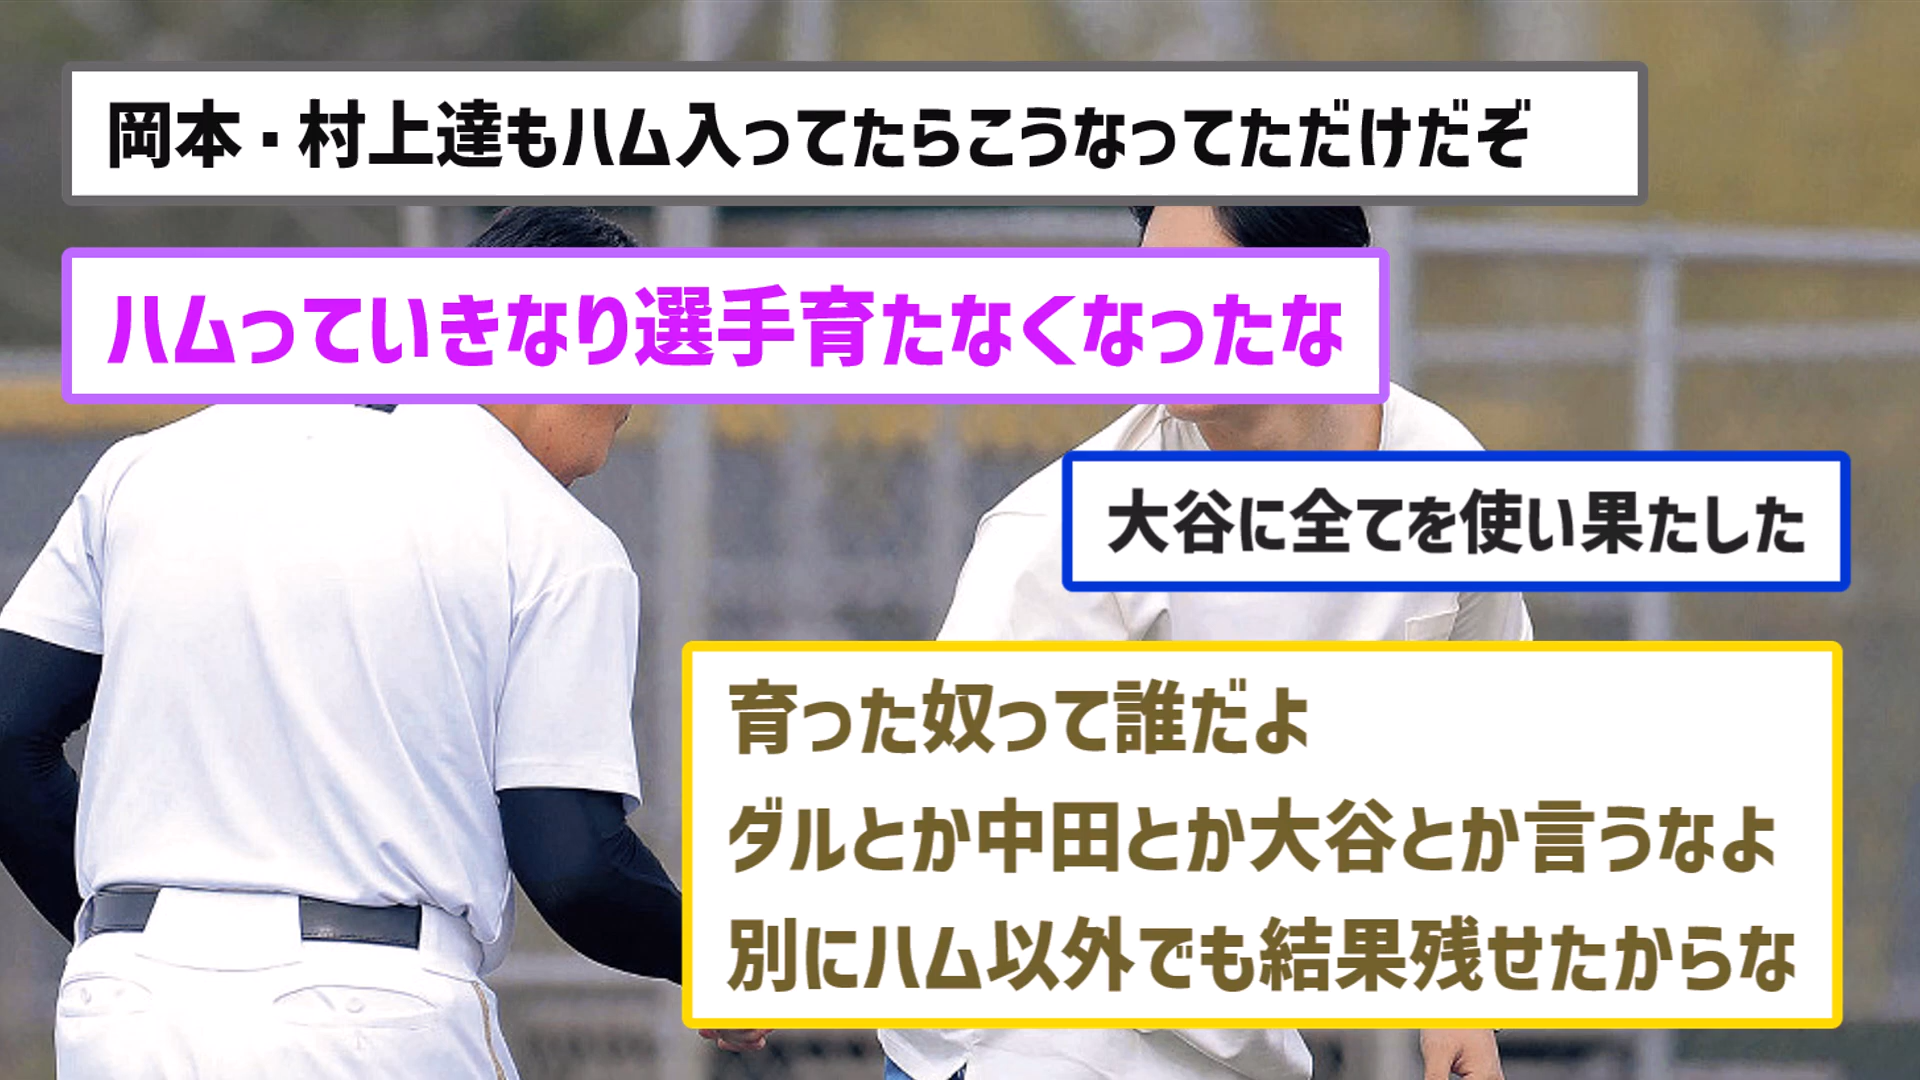 岡本・村上達もハム入ってたらこうなってただけだぞ
ハムっていきなり選手育たなくなったな
大谷に全てを使い果たした
育った奴って誰だよ
ダルとか中田とか大谷とか言うなよ
別にハム以外でも結果残せたからな